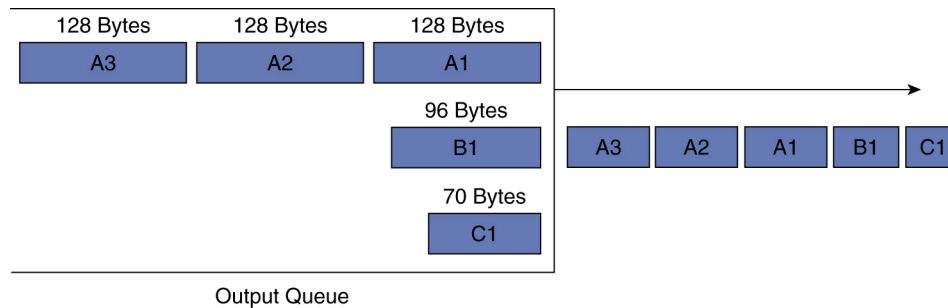 128 Bytes 128 Bytes 128 Bytes
A3 A2 A1
96 Bytes
B1 A3 A2 A1 B1 C1
70 Bytes
C1
Output Queue